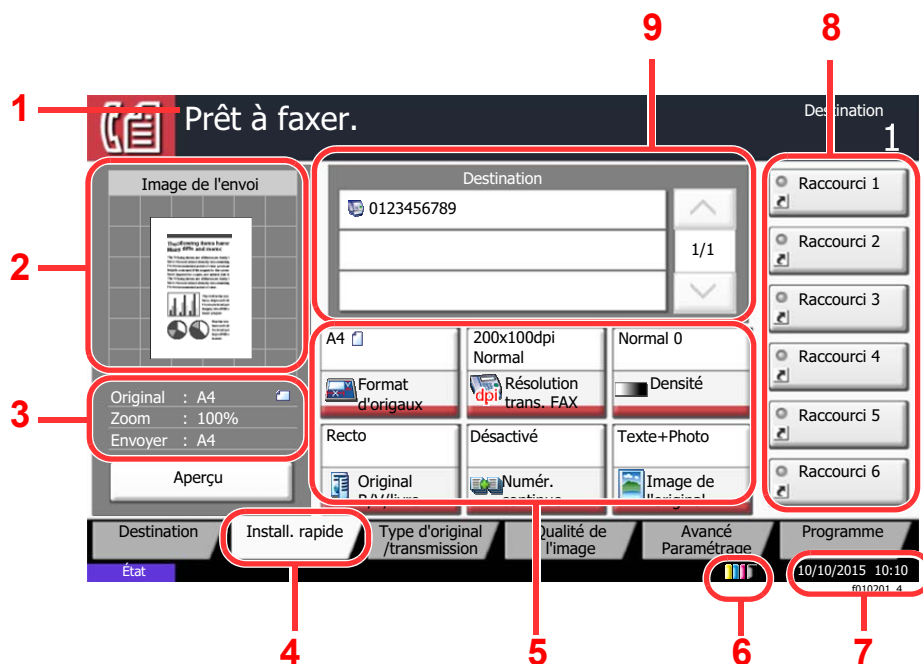 9
8
1
Prêt à faxer.
Destination
1
Image de l'envoi
Destination
0123456789
1/1
2
A4
200x100dpi
Normal
Normal 0
Format
d'origaux
dpi
Résolution
trans. FAX
Densité
3
Original : A4
Zoom : 100%
Envoyer : A4
Recto
Désactivé
Texte+Photo
Aperçu
Original
Numér.
Image de
Raccourci 1
Raccourci 2
Raccourci 3
Raccourci 4
Raccourci 5
Raccourci 6
Destination
Install. rapide
Type d'original
/transmission
Qualité de
l'image
Avancé
Paramétrage
Programme
État
10/10/2015 10:10
f010201_4
4
5
6
7